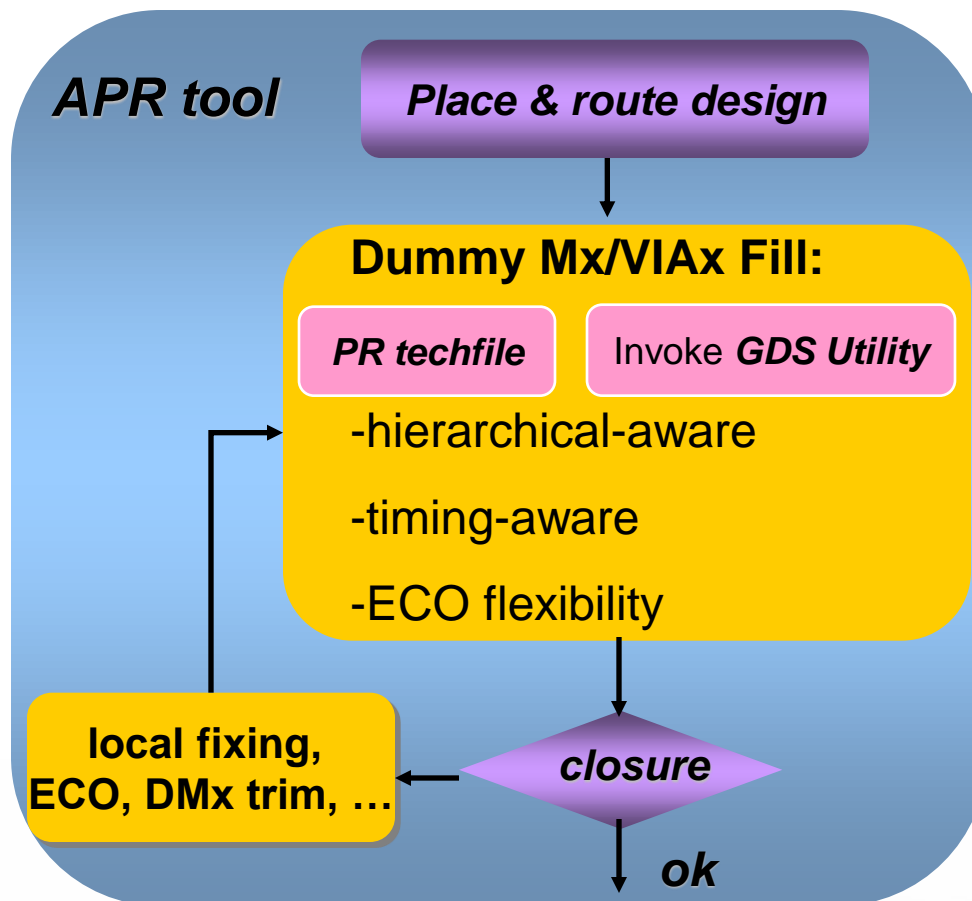 APR tool
Place & route design
Dummy Mx/VIAx Fill:
PR techfile
Invoke GDS Utility
-hierarchical-aware
-timing-aware
-ECO flexibility
closure
local fixing,
ECO, DMx trim, …
ok